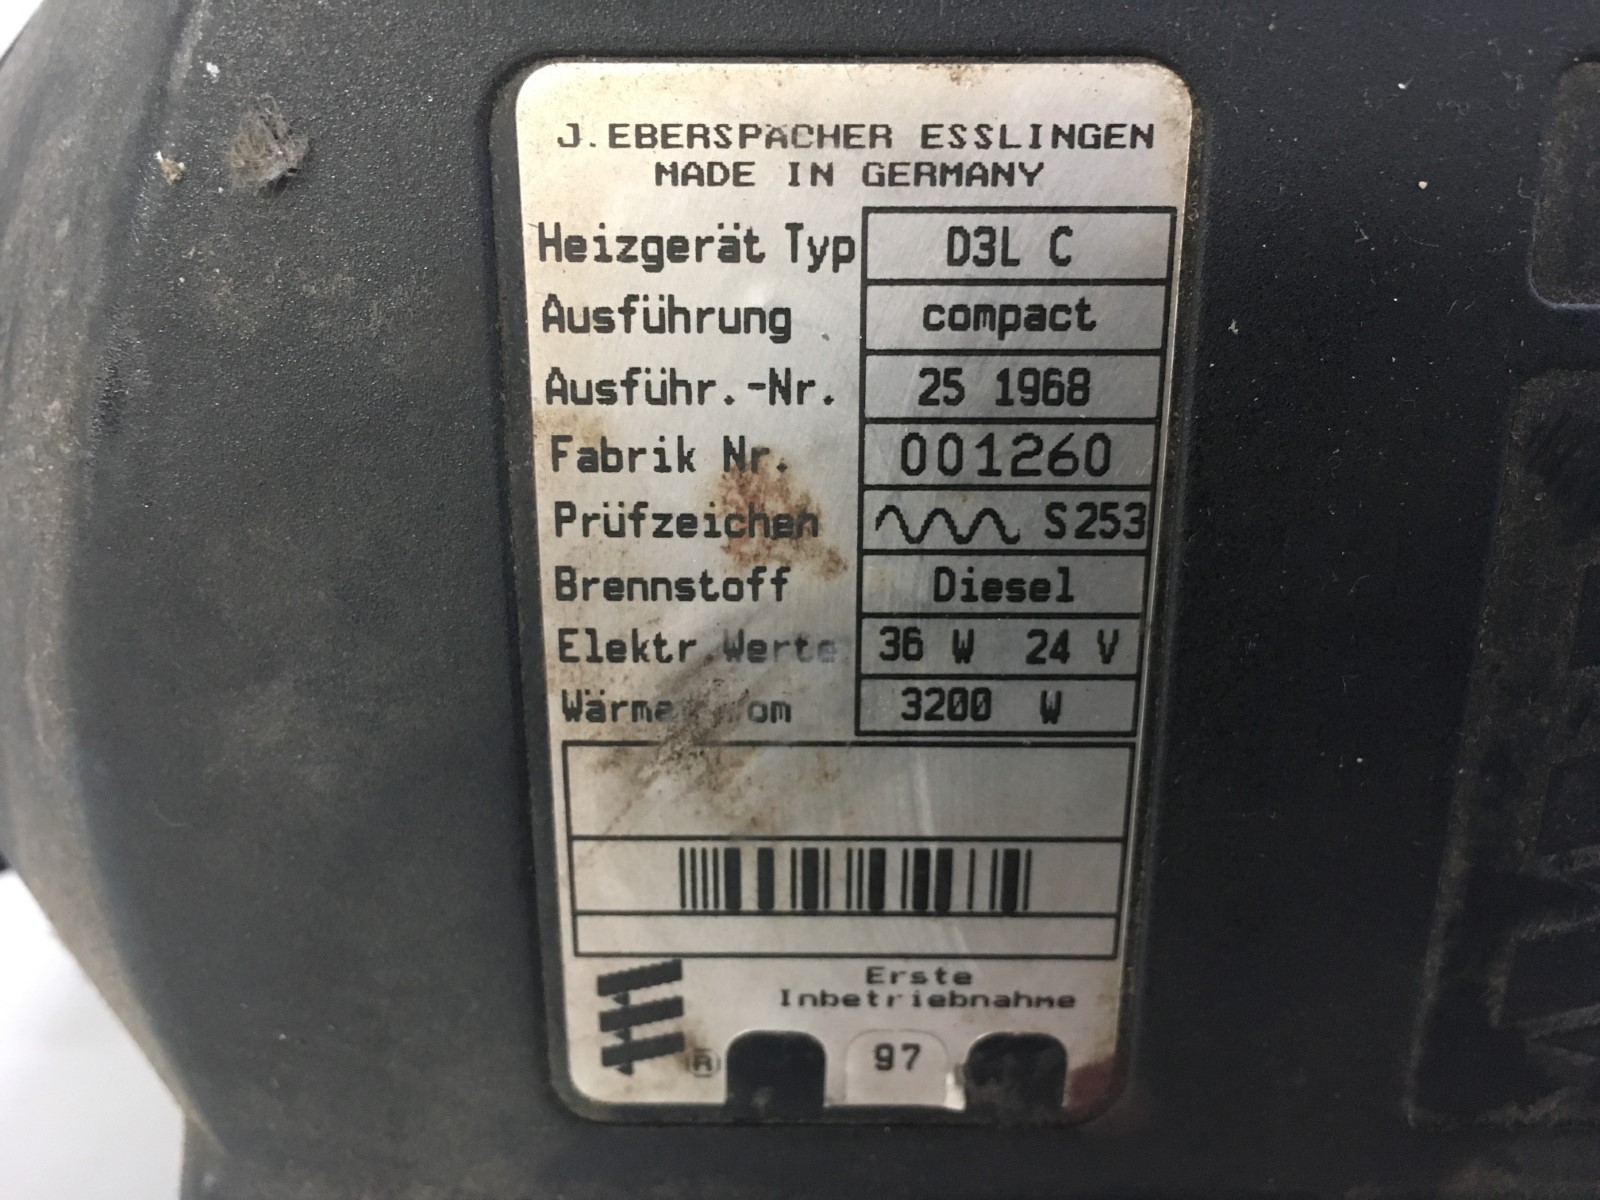 J. EBERSPÄCHER ESSLINGEN
MADE IN GERMANY
Heizgerät Typ D3L C
Ausführung compact
Ausführ.-Nr. 25 1968
Fabrik Nr. 001260
Prüfzeichen S253
Brennstoff Diesel
Elektr. Werte 36 W 24 V
3200 W
Erste
Inbetriebnahme
® 97